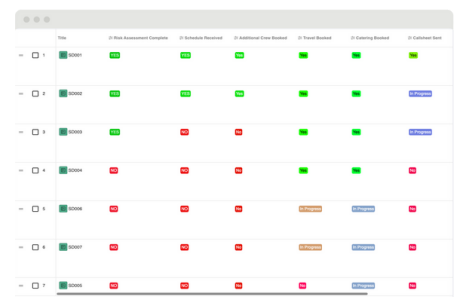 Title Risk Assessment Complete Schedule Received Additional Crew Booked Travel Booked Catering Booked Callsheet Sent
1 SD001 YES YES Yes Yes Yes Yes
2 SD002 YES YES Yes Yes Yes In Progress
3 SD003 YES NO No Yes Yes In Progress
4 SD004 NO NO No Yes Yes No
5 SD006 NO NO No In Progress In Progress No
6 SD007 NO NO No In Progress In Progress No
7 SD005 NO NO No No In Progress No